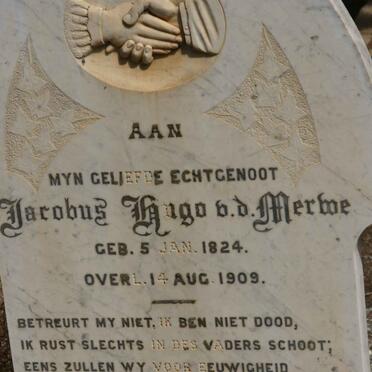 AAN
MYN GELIEFDE ECHTGENOOT
Jacobus Hugo v.d. Merwe
GEB. 5 JAN. 1824.
OVERL. 14 AUG. 1909.
BETREURT MY NIET, IK BEN NIET DOOD,
IK RUST SLECHTS IN DES VADERS SCHOOT;
EENS ZULLEN WY VOOR EEUWIGHEID